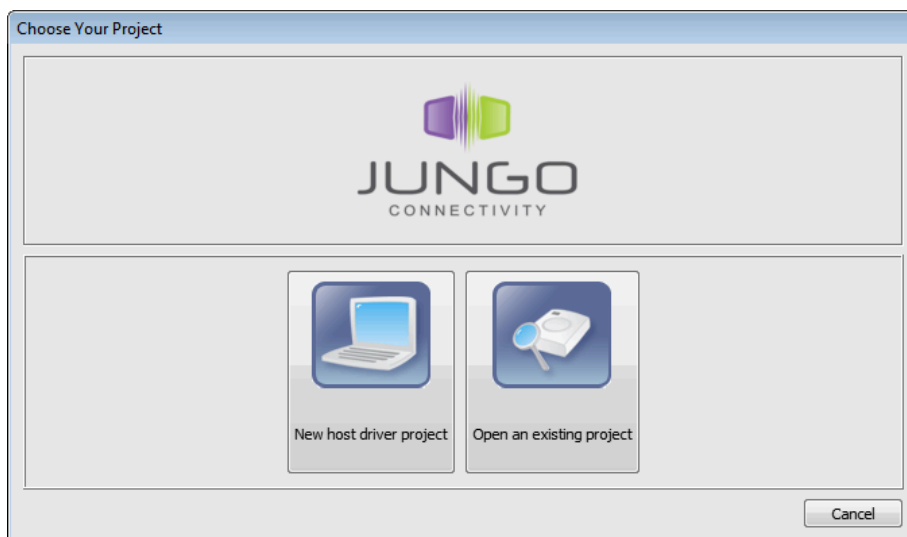 Choose Your Project
JUNGO
CONNECTIVITY
New host driver project
Open an existing project
Cancel